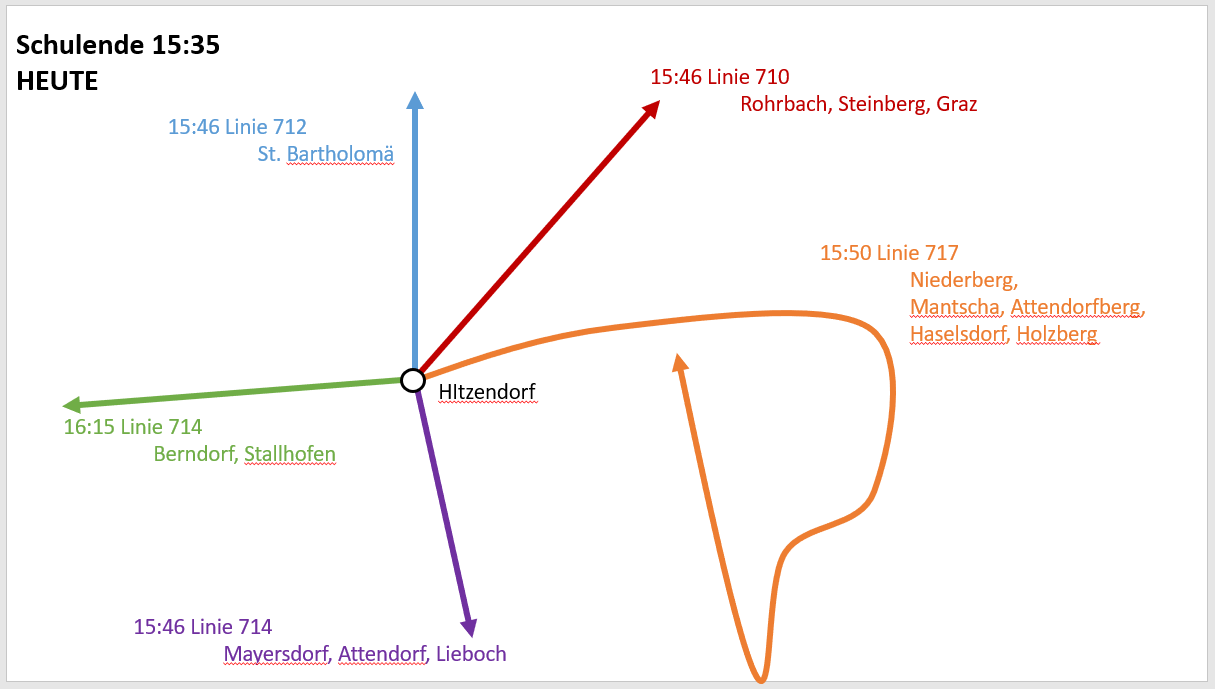 Schulende 15:35
HEUTE
15:46 Linie 710
Rohrbach, Steinberg, Graz
15:46 Linie 712
St. Bartholomä
15:50 Linie 717
Niederberg,
Mantscha, Attendorfberg,
Haselsdorf, Holzberg
HItzendorf
16:15 Linie 714
Berndorf, Stallhofen
15:46 Linie 714
Mayersdorf, Attendorf, Lieboch